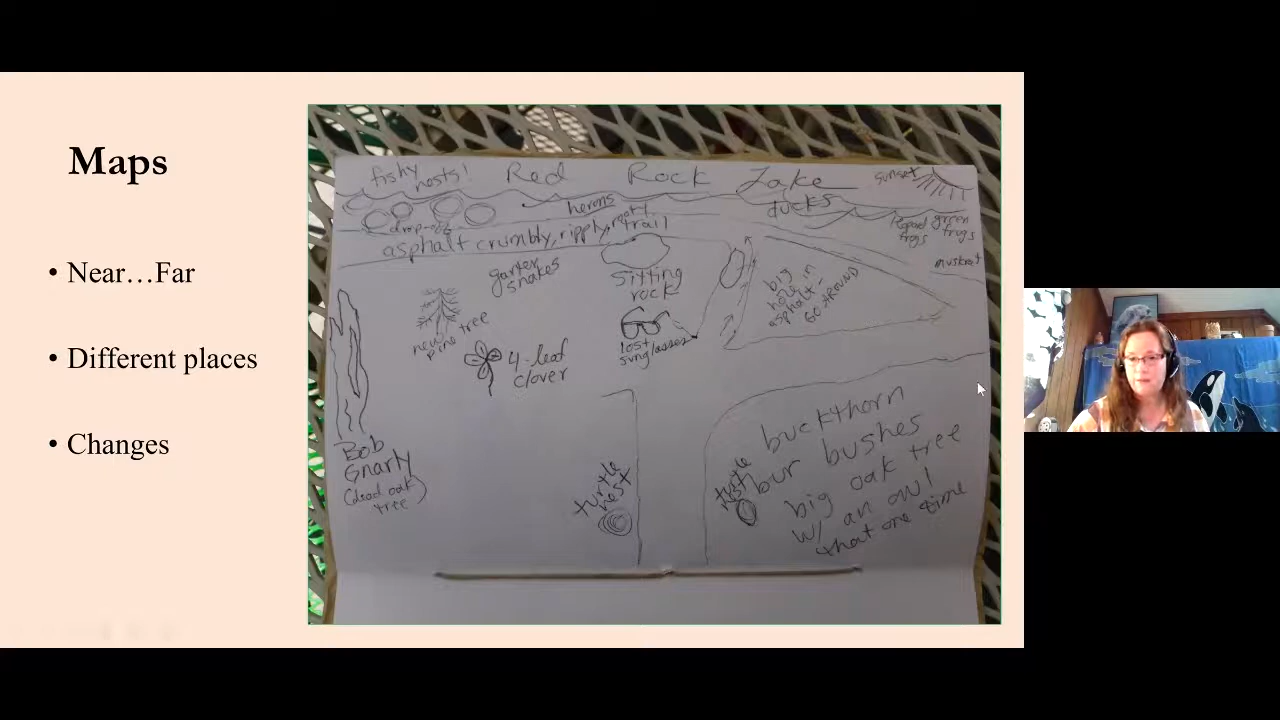 Maps
• Near…Far
• Different places
• Changes
fishy
nests!
Red Rock Lake
sunset
herons
ducks
drop-off
leopard
frogs
green
frogs
asphalt crumbly, ripply, rooty
trail
muskrat
garter
snakes
sitting
rock
big
hole in
asphalt –
GO AROUND
new
pine tree
lost
sunglasses
4-leaf
clover
Bob
Gnarly
(dead oak
tree)
turtle
nest
turtle
nest
buckthorn
bur bushes
big oak tree
w/ an owl
that one time